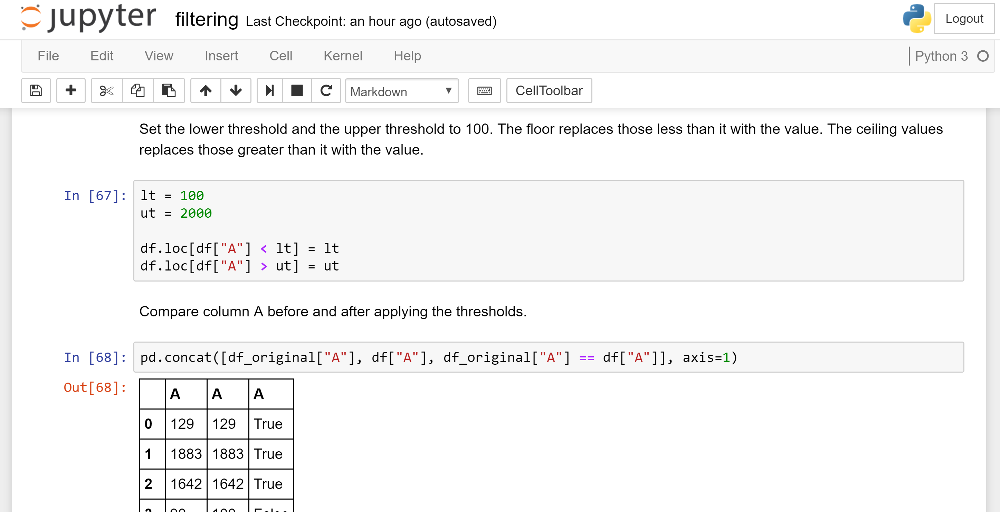 jupyter filtering Last Checkpoint: an hour ago (autosaved) Logout
File Edit View Insert Cell Kernel Help Python 3
Markdown CellToolbar
Set the lower threshold and the upper threshold to 100. The floor replaces those less than it with the value. The ceiling values
replaces those greater than it with the value.
In [67]: lt = 100
ut = 2000
df.loc[df["A"] < lt] = lt
df.loc[df["A"] > ut] = ut
Compare column A before and after applying the thresholds.
In [68]: pd.concat([df_original["A"], df["A"], df_original["A"] == df["A"]], axis=1)
Out[68]:
A A A
0 129 129 True
1 1883 1883 True
2 1642 1642 True
100 False